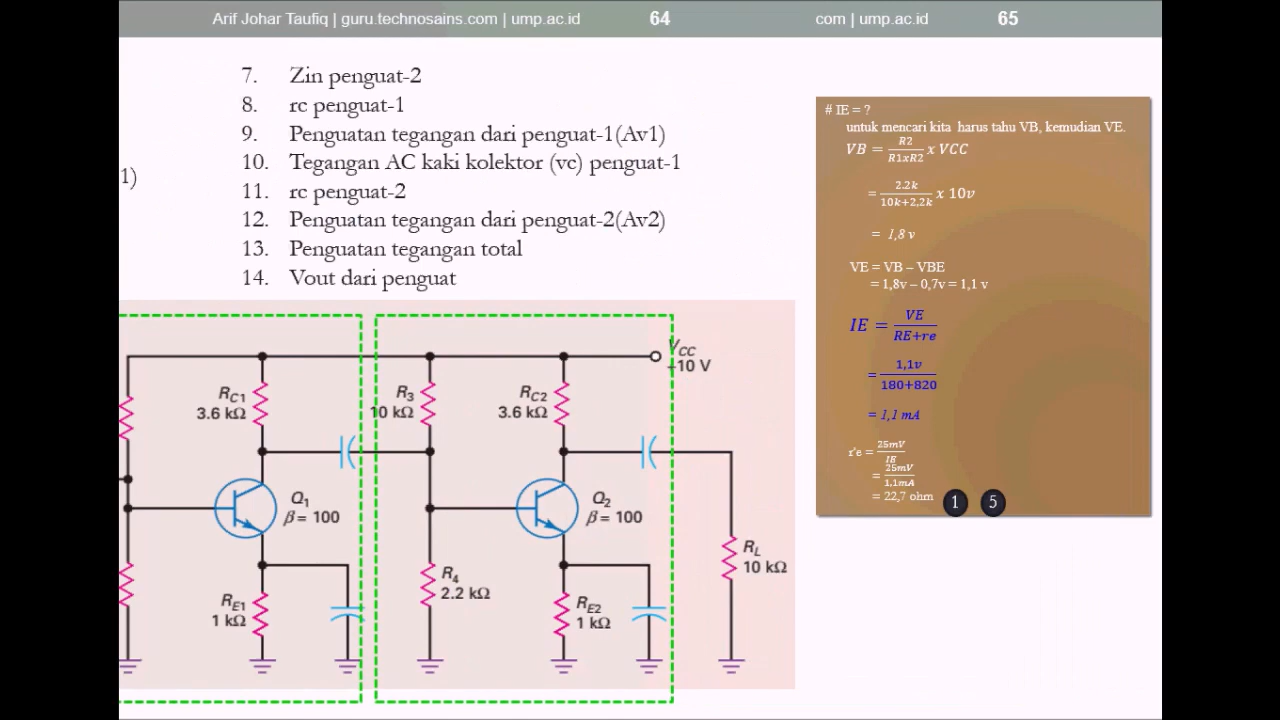 Arif Johar Taufiq | guru.technosains.com | ump.ac.id 64
com | ump.ac.id 65
7. Zin penguat-2
8. rc penguat-1
9. Penguatan tegangan dari penguat-1(Av1)
10. Tegangan AC kaki kolektor (vc) penguat-1
11. rc penguat-2
12. Penguatan tegangan dari penguat-2(Av2)
13. Penguatan tegangan total
14. Vout dari penguat
1)
# IE = ?
untuk mencari kita harus tahu VB, kemudian VE.
VB = R2 / R1xR2 x VCC
= 2.2k / 10k+2,2k x 10v
= 1,8 v
VE = VB – VBE
= 1,8v – 0,7v = 1,1 v
IE = VE / RE+re
= 1,1v / 180+820
= 1,1 mA
r'e = 25mV / IE
= 25mV / 1,1mA
= 22,7 ohm
1 5
VCC
+10 V
RC1
3.6 kΩ
R3
10 kΩ
RC2
3.6 kΩ
Q1
β = 100
Q2
β = 100
RL
10 kΩ
R4
2.2 kΩ
RE1
1 kΩ
RE2
1 kΩ